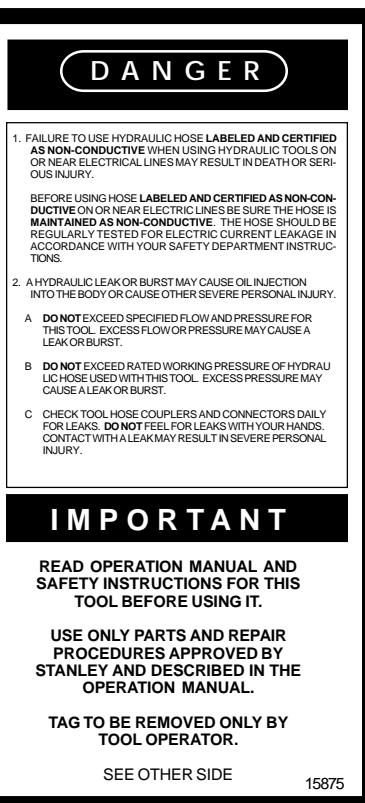 DANGER
1. FAILURE TO USE HYDRAULIC HOSE LABELED AND CERTIFIED
AS NON-CONDUCTIVE WHEN USING HYDRAULIC TOOLS ON
OR NEAR ELECTRICAL LINES MAY RESULT IN DEATH OR SERI-
OUS INJURY.
BEFORE USING HOSE LABELED AND CERTIFIED AS NON-CON-
DUCTIVE ON OR NEAR ELECTRIC LINES BE SURE THE HOSE IS
MAINTAINED AS NON-CONDUCTIVE. THE HOSE SHOULD BE
REGULARLY TESTED FOR ELECTRIC CURRENT LEAKAGE IN
ACCORDANCE WITH YOUR SAFETY DEPARTMENT INSTRUC-
TIONS.
2. A HYDRAULIC LEAK OR BURST MAY CAUSE OIL INJECTION
INTO THE BODY OR CAUSE OTHER SEVERE PERSONAL INJURY.
A DO NOT EXCEED SPECIFIED FLOW AND PRESSURE FOR
THIS TOOL. EXCESS FLOW OR PRESSURE MAY CAUSE A
LEAK OR BURST.
B DO NOT EXCEED RATED WORKING PRESSURE OF HYDRAU
LIC HOSE USED WITH THIS TOOL. EXCESS PRESSURE MAY
CAUSE A LEAK OR BURST.
C CHECK TOOL HOSE COUPLERS AND CONNECTORS DAILY
FOR LEAKS. DO NOT FEEL FOR LEAKS WITH YOUR HANDS.
CONTACT WITH A LEAK MAY RESULT IN SEVERE PERSONAL
INJURY.
IMPORTANT
READ OPERATION MANUAL AND
SAFETY INSTRUCTIONS FOR THIS
TOOL BEFORE USING IT.
USE ONLY PARTS AND REPAIR
PROCEDURES APPROVED BY
STANLEY AND DESCRIBED IN THE
OPERATION MANUAL.
TAG TO BE REMOVED ONLY BY
TOOL OPERATOR.
SEE OTHER SIDE
15875